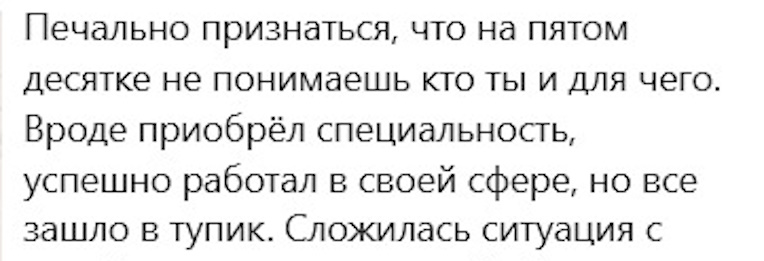 Печально признаться, что на пятом
десятке не понимаешь кто ты и для чего.
Вроде приобрёл специальность,
успешно работал в своей сфере, но все
зашло в тупик. Сложилась ситуация с